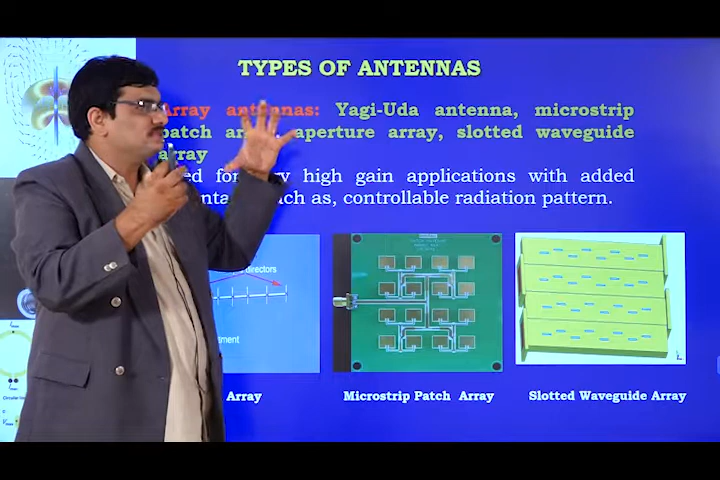 TYPES OF ANTENNAS
Array antennas: Yagi-Uda antenna, microstrip
patch aperture array, slotted waveguide
array
for high gain applications with added
such as, controllable radiation pattern.
directors
Array
Microstrip Patch Array
Slotted Waveguide Array